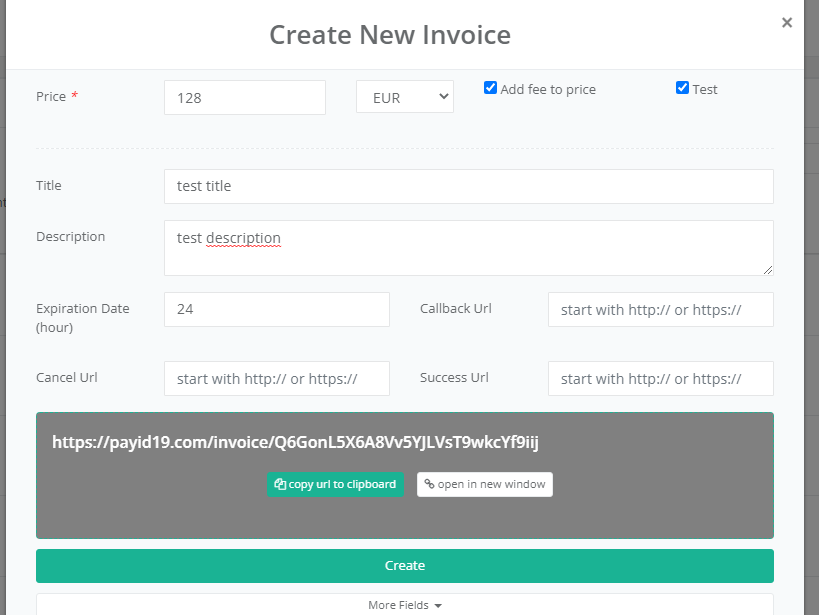 Create New Invoice
×
Price *
128
EUR
Add fee to price
Test
Title
test title
Description
test description
Expiration Date
(hour)
24
Callback Url
start with http:// or https://
Cancel Url
start with http:// or https://
Success Url
start with http:// or https://
https://payid19.com/invoice/Q6GonL5X6A8Vv5YJLVsT9wkcYf9iij
copy url to clipboard
open in new window
Create
More Fields